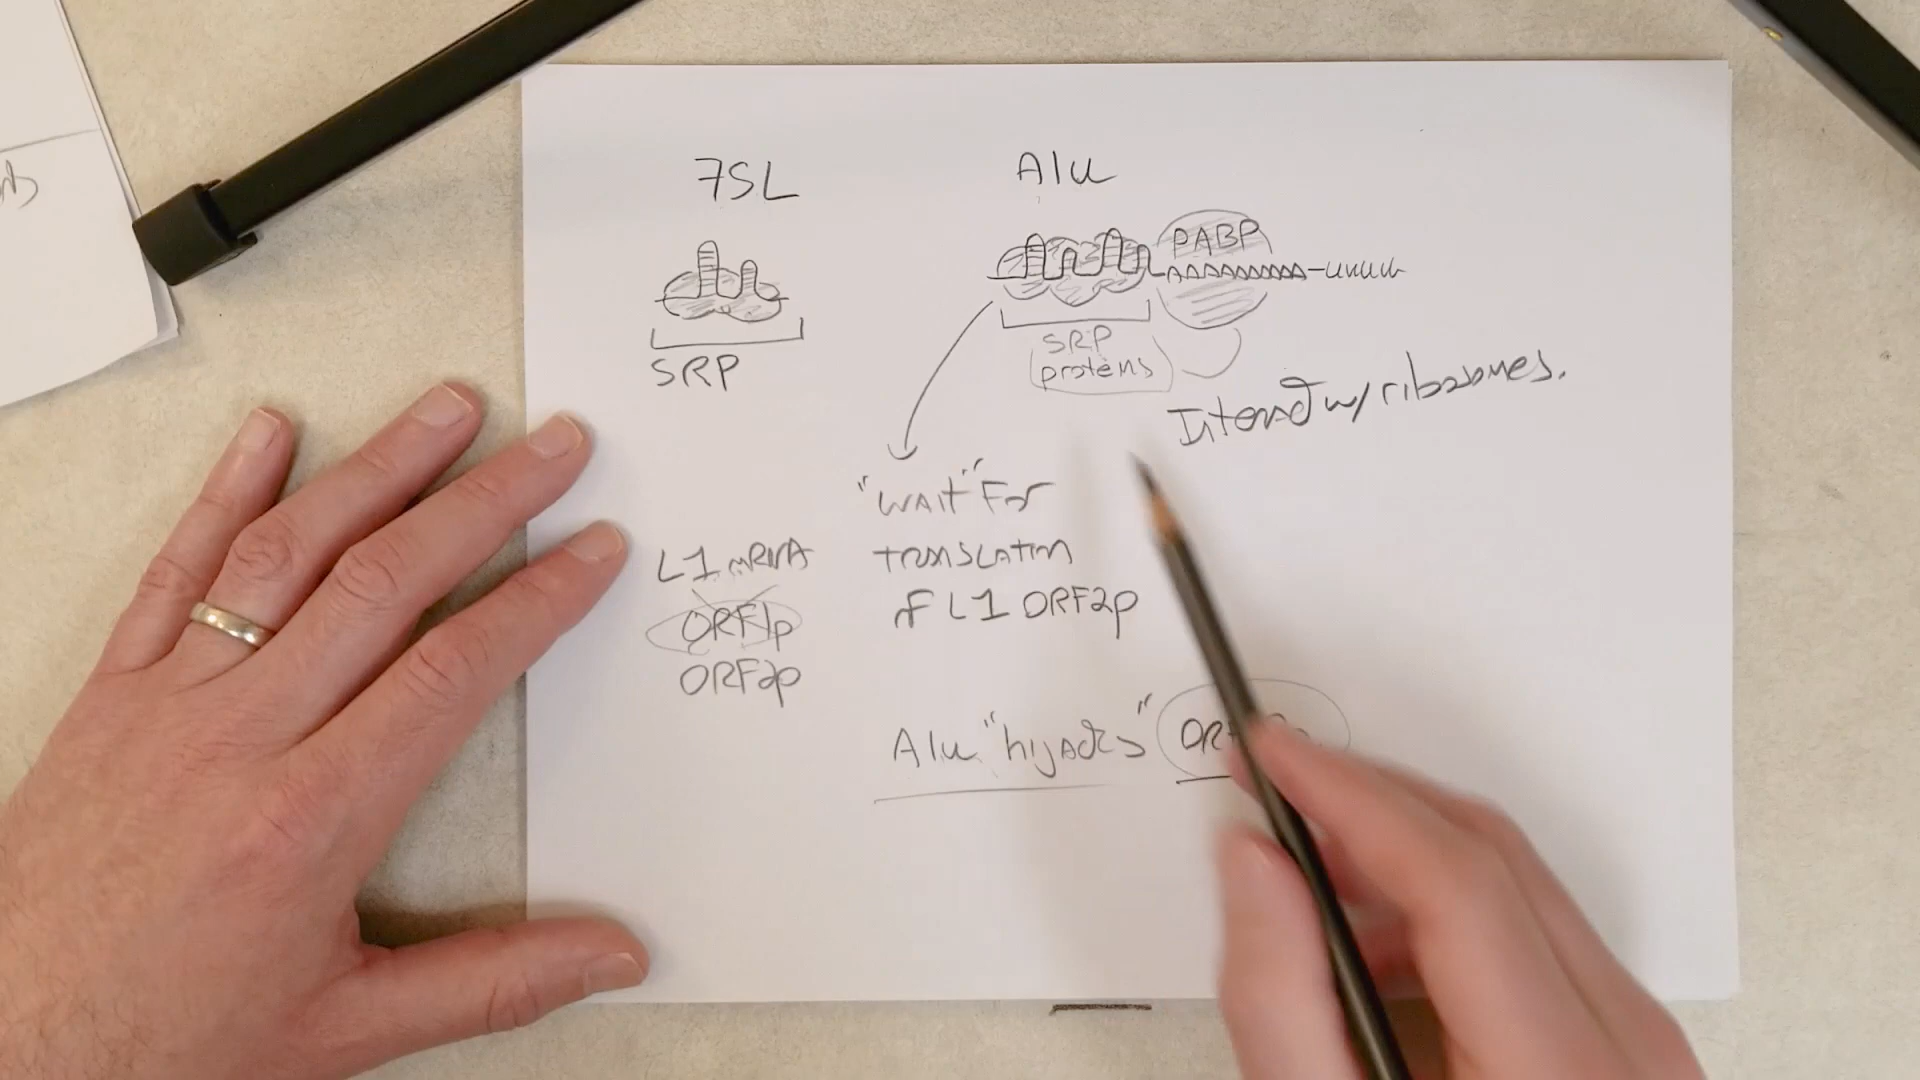 7SL
Alu
PABP
AAAAAAAAAA-uuuu
SRP
SRP
proteins
Interact w/ ribosomes.
"WAIT" For
translation
of L1 ORF2p
L1 mRNA
ORF1p
ORF2p
Alu "hijacks"